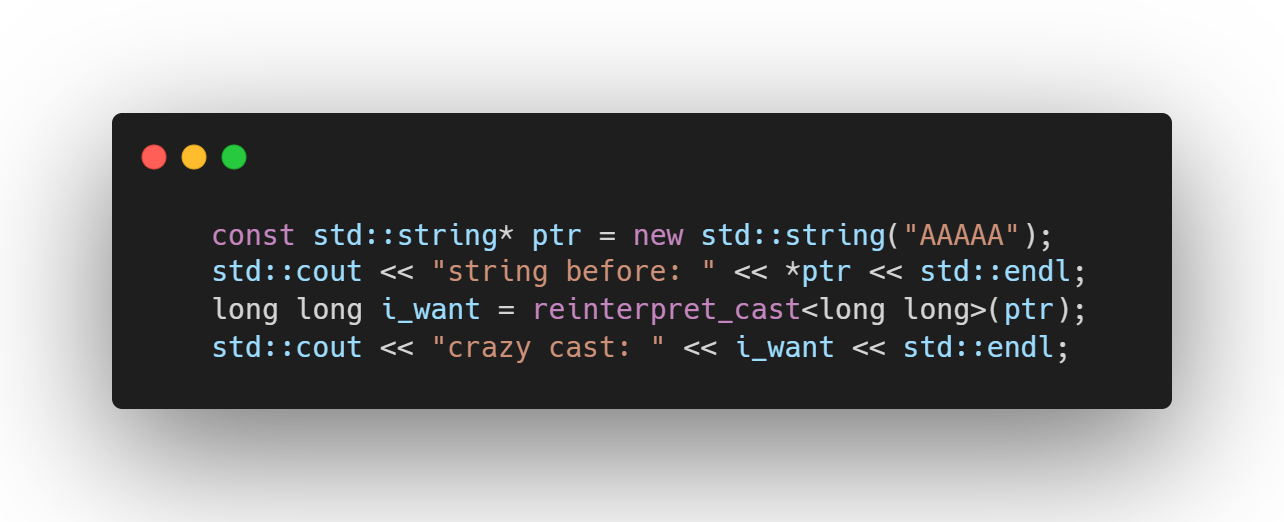 const std::string* ptr = new std::string("AAAAA");
std::cout << "string before: " << *ptr << std::endl;
long long i_want = reinterpret_cast<long long>(ptr);
std::cout << "crazy cast: " << i_want << std::endl;